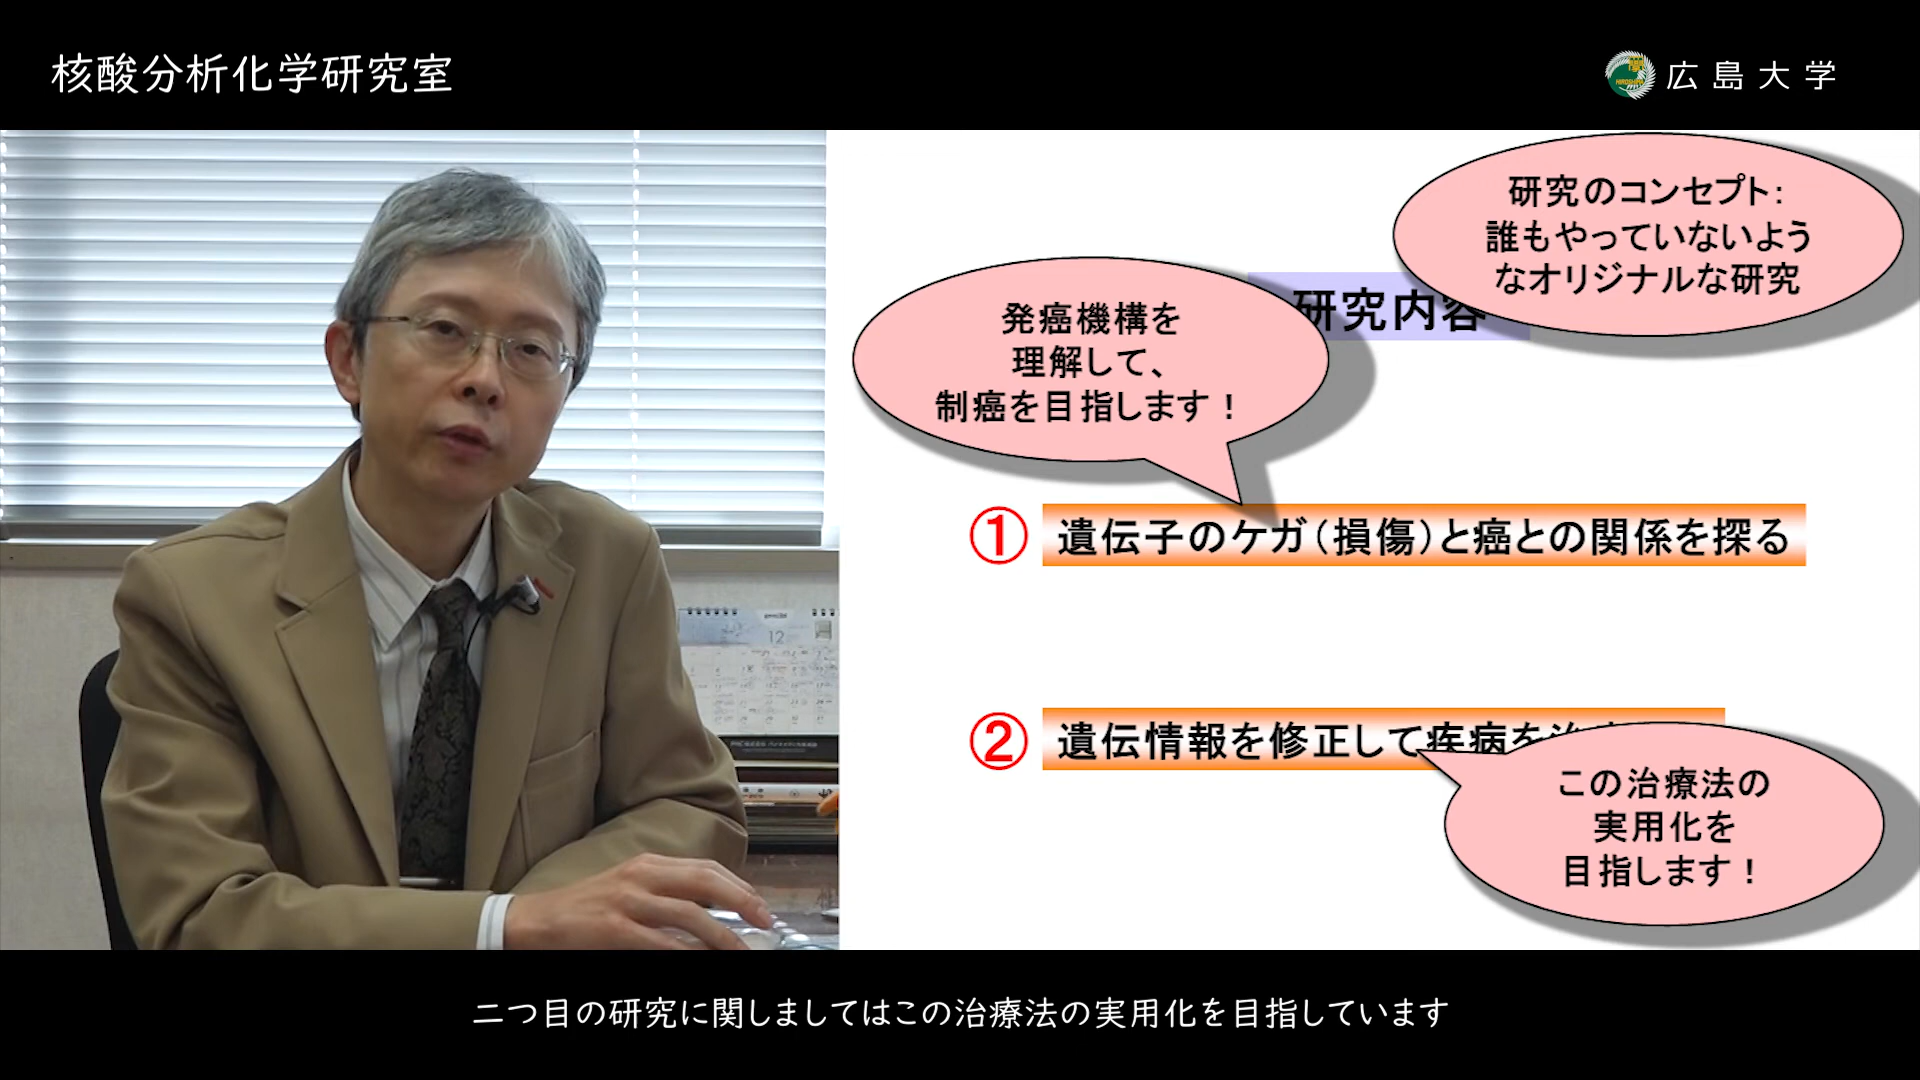 核酸分析化学研究室
広島大学
研究のコンセプト：
誰もやっていないよう
なオリジナルな研究
研究内容
発癌機構を
理解して、
制癌を目指します！
① 遺伝子のケガ（損傷）と癌との関係を探る
② 遺伝情報を修正して疾病を
この治療法の
実用化を
目指します！
12
二つ目の研究に関しましてはこの治療法の実用化を目指しています